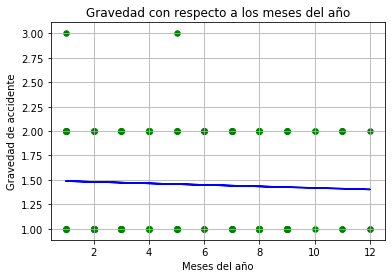 Gravedad con respecto a los meses del año
3.00
2.75
2.50
2.25
2.00
1.75
1.50
1.25
1.00
Gravedad de accidente
2 4 6 8 10 12
Meses del año